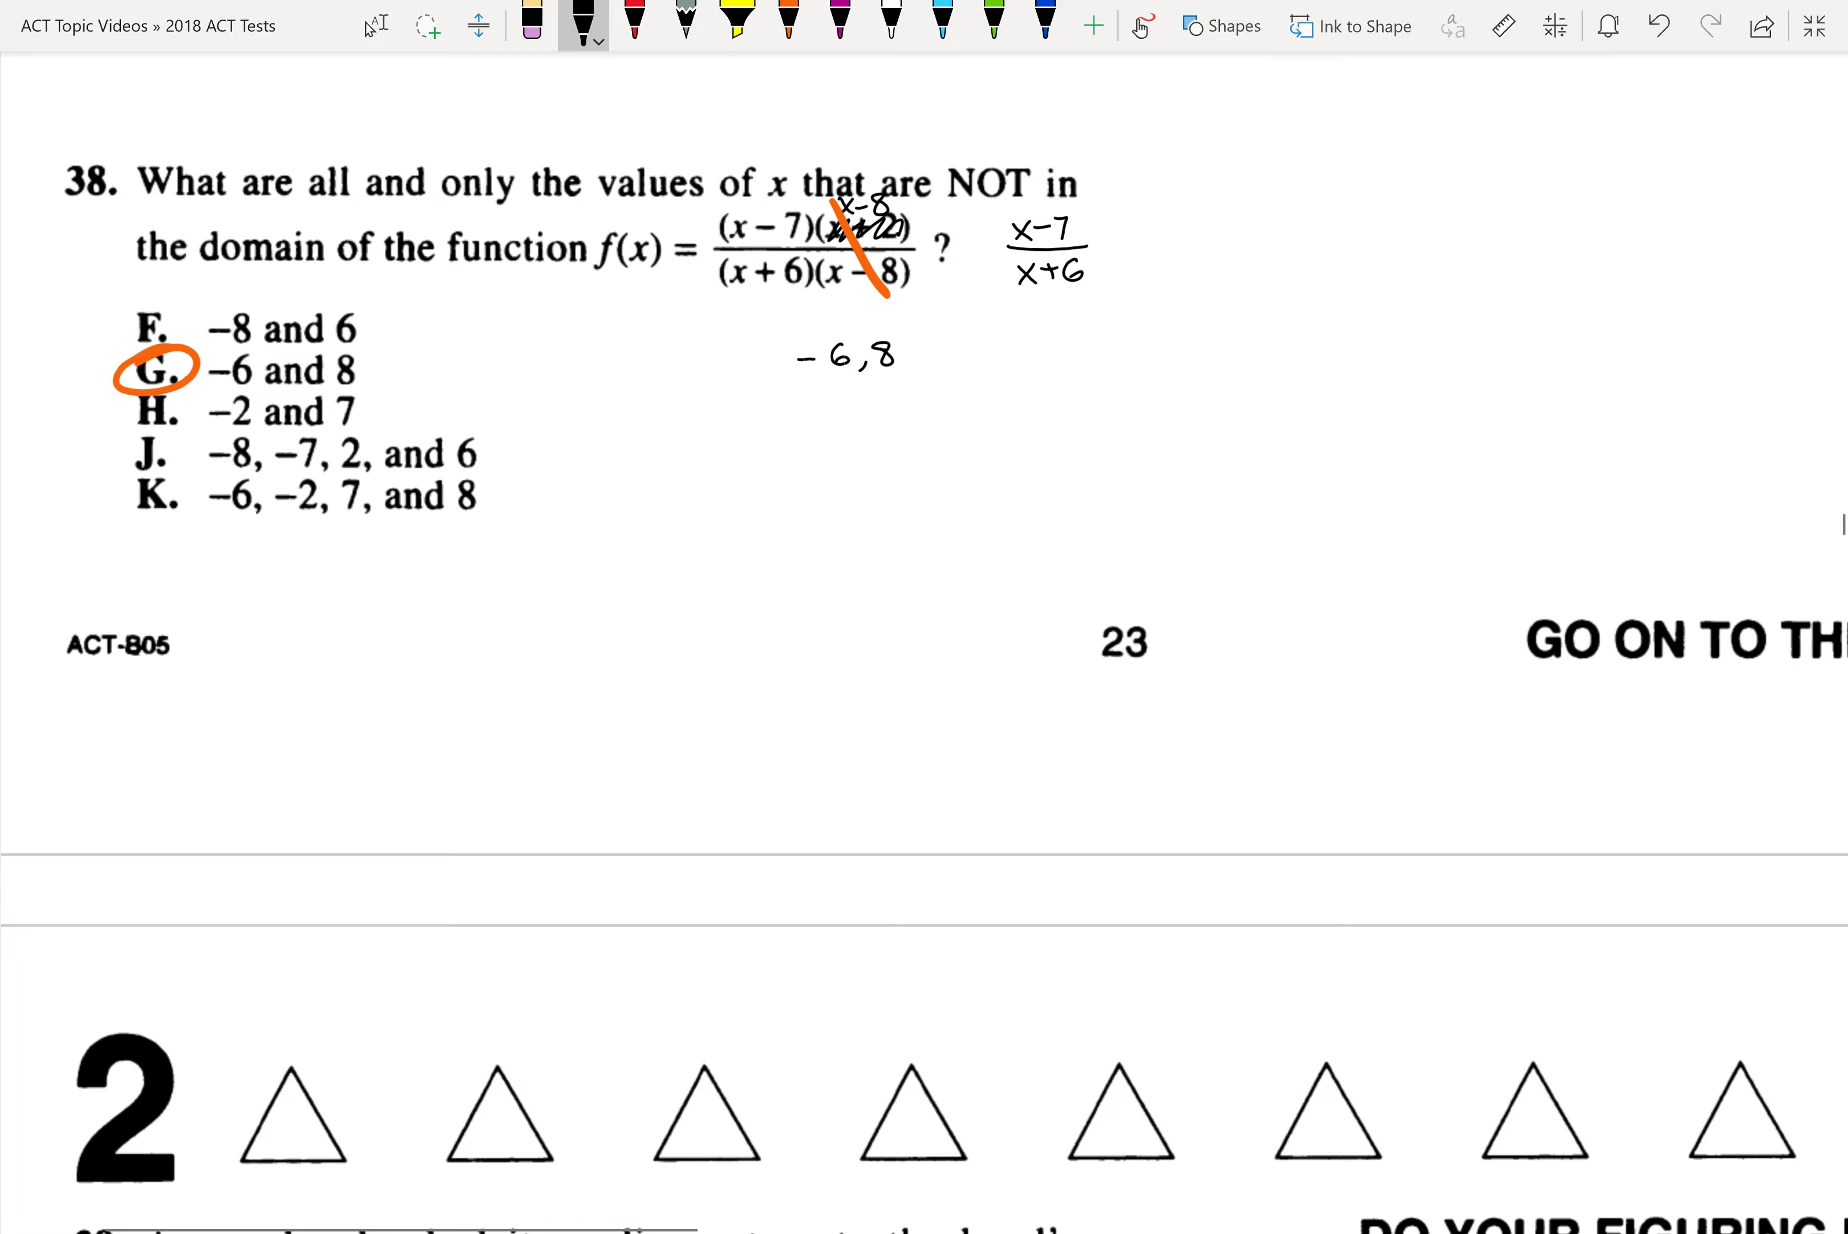 ACT Topic Videos » 2018 ACT Tests
Shapes
Ink to Shape
38. What are all and only the values of x that are NOT in
x-8
the domain of the function f(x) = (x – 7)(x + 2) / (x + 6)(x – 8) ?
x-7 / x+6
F. –8 and 6
G. –6 and 8
H. –2 and 7
J. –8, –7, 2, and 6
K. –6, –2, 7, and 8
- 6, 8
ACT-B05
23
GO ON TO TH
2
DO YOUR FIGURING